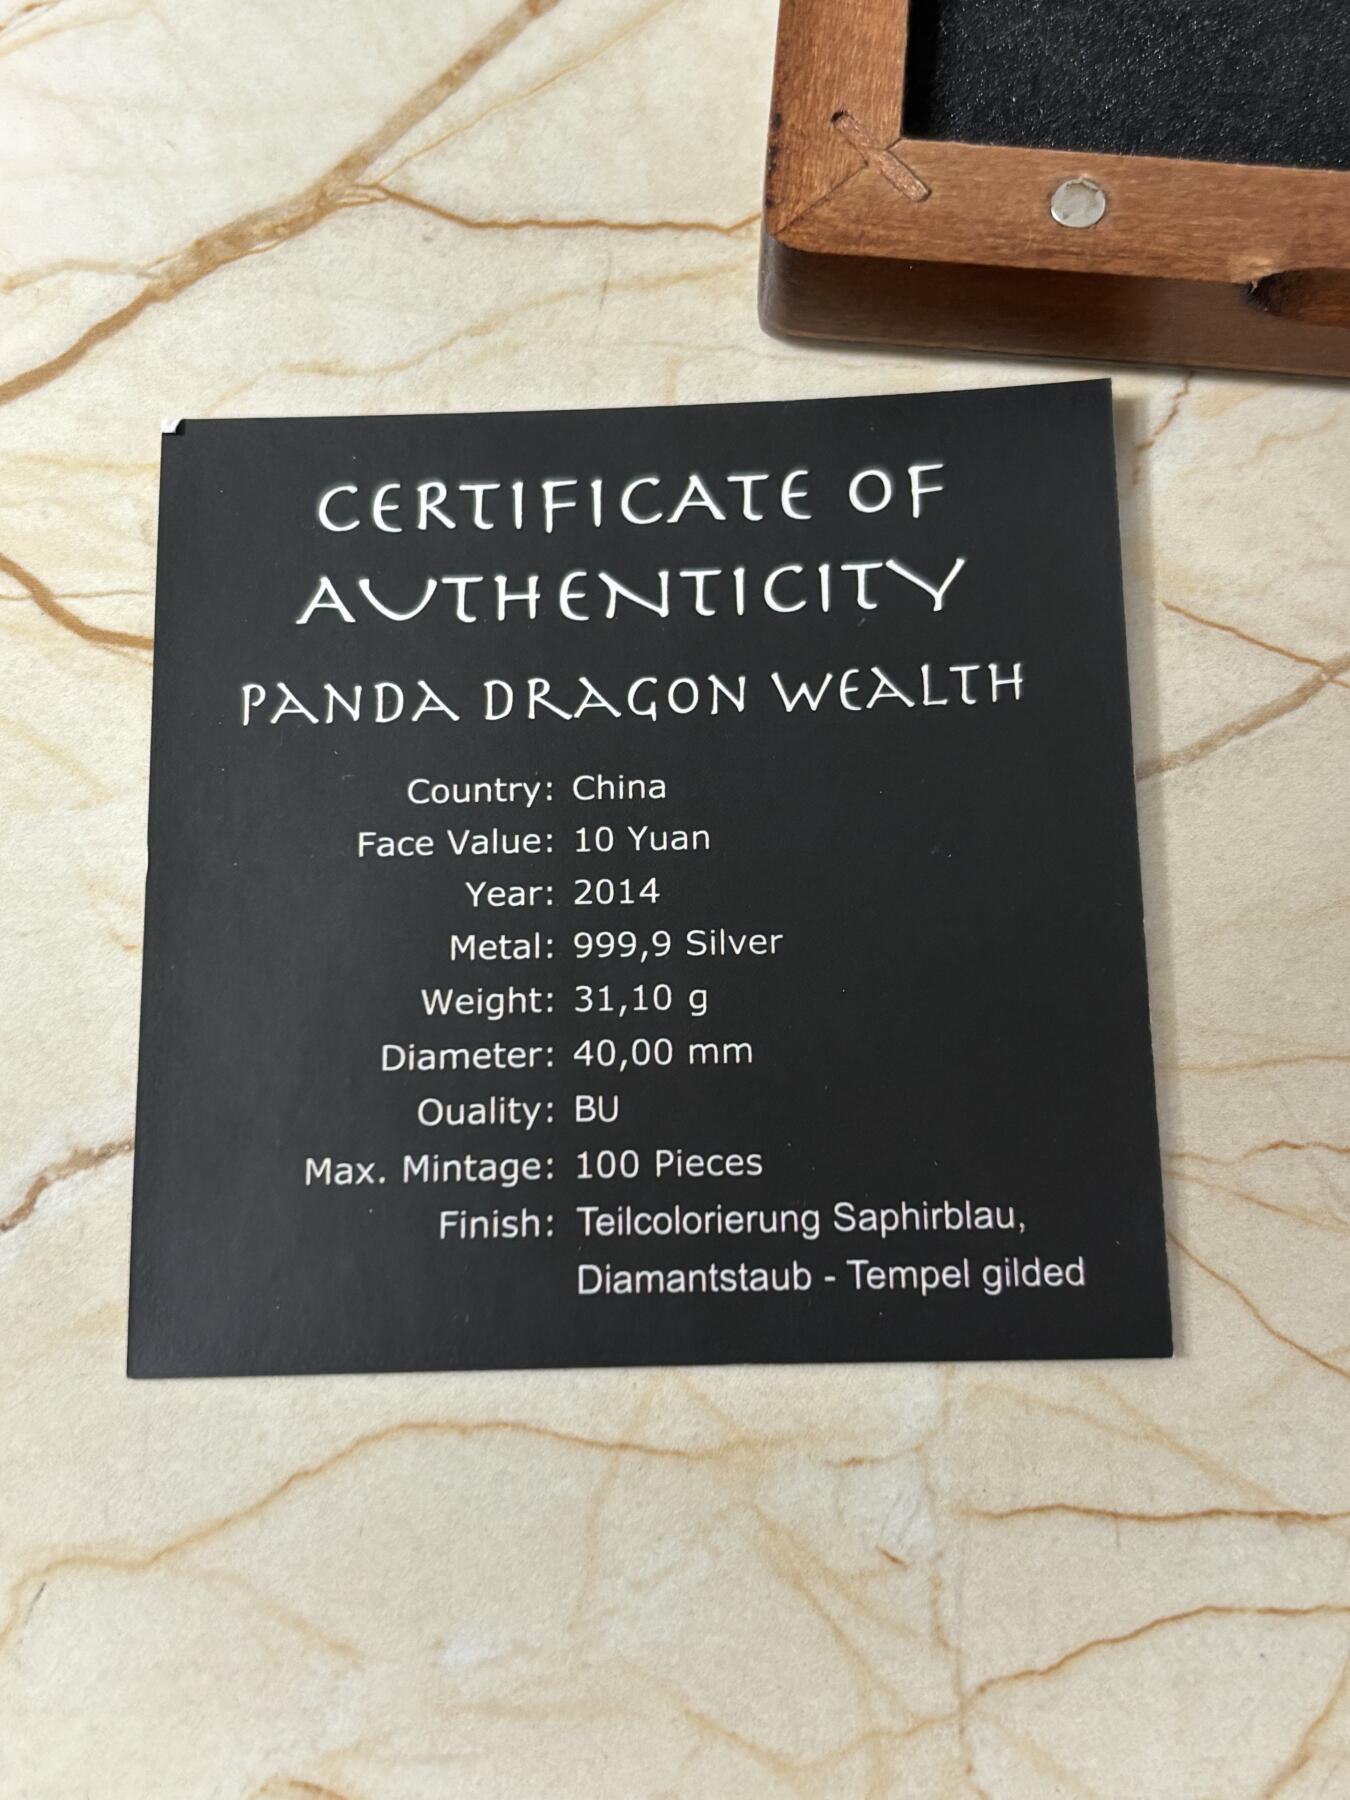 CERTIFICATE OF
AUTHENTICITY
PANDA DRAGON WEALTH
Country: China
Face Value: 10 Yuan
Year: 2014
Metal: 999,9 Silver
Weight: 31,10 g
Diameter: 40,00 mm
Ouality: BU
Max. Mintage: 100 Pieces
Finish: Teilcolorierung Saphirblau,
Diamantstaub - Tempel gilded